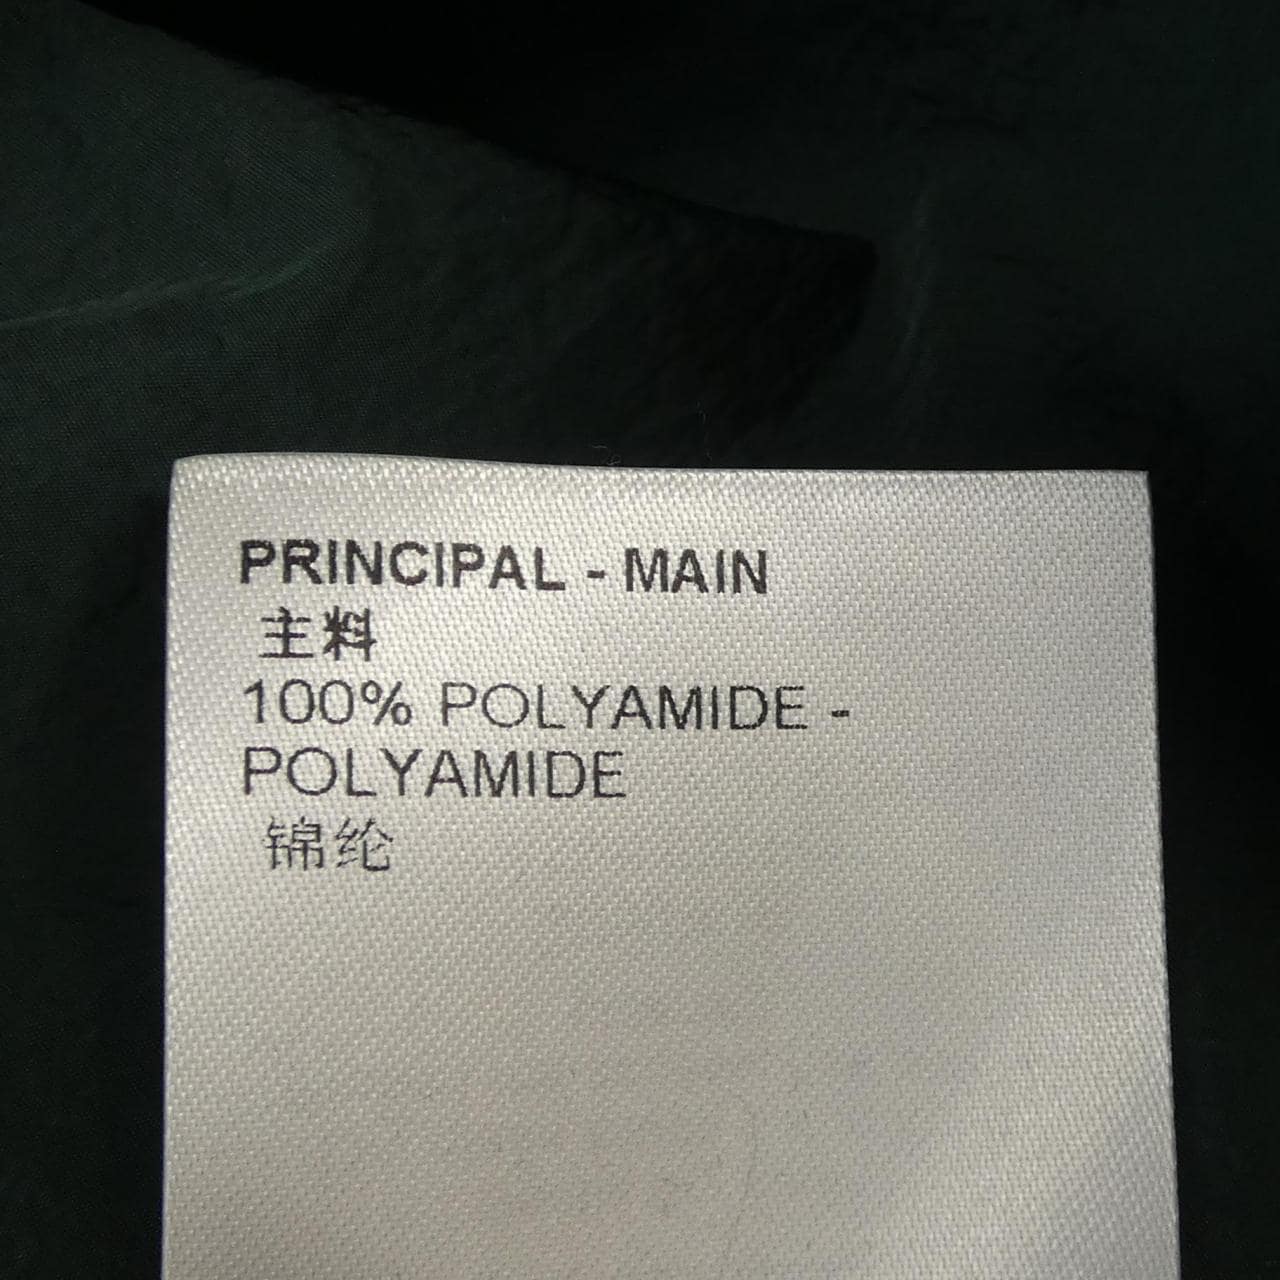 PRINCIPAL - MAIN
主料
100% POLYAMIDE -
POLYAMIDE
锦纶